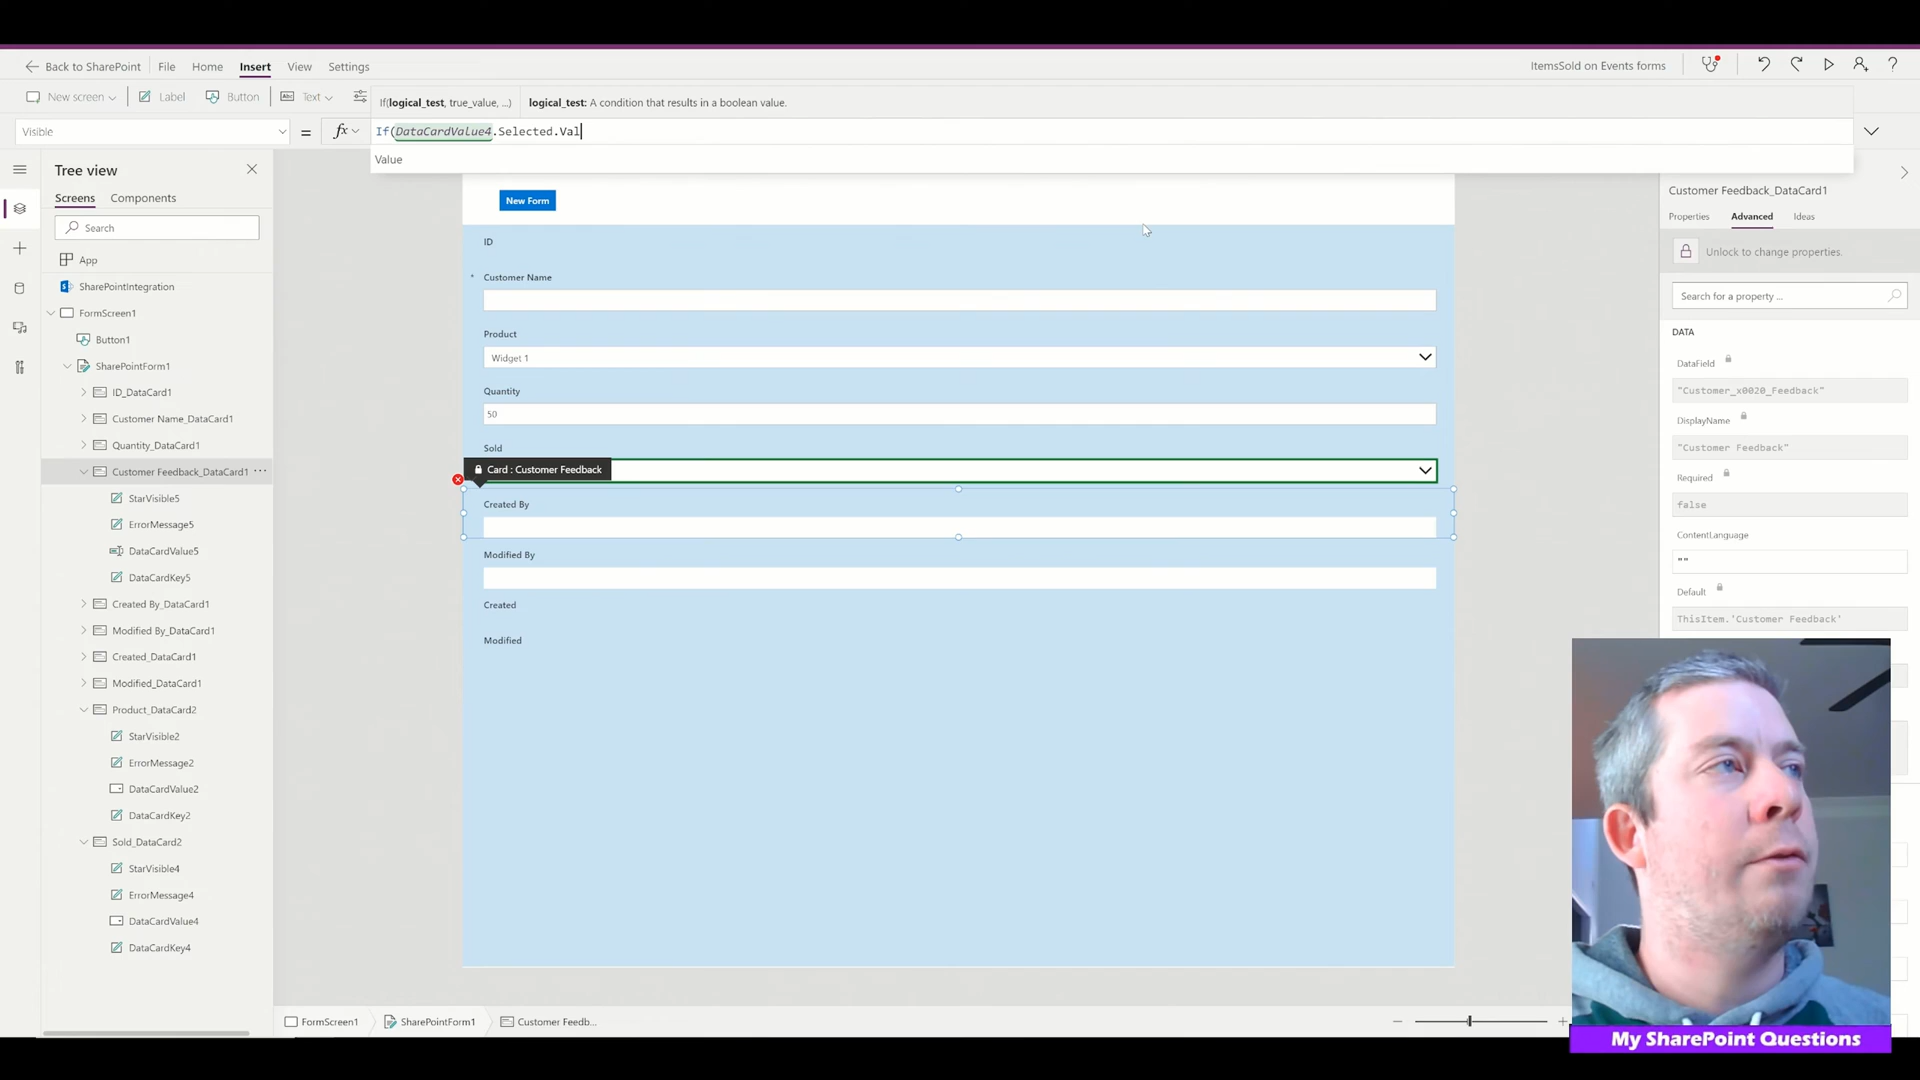 Back to SharePoint File Home Insert View Settings ItemsSold on Events forms ?
New screen Label Button Abc Text If(logical_test, true_value, ...) logical_test: A condition that results in a boolean value.
Visible = fx If(DataCardValue4.Selected.Val
Value
Tree view
Screens Components
Search
App
SharePointIntegration
FormScreen1
Button1
SharePointForm1
ID_DataCard1
Customer Name_DataCard1
Quantity_DataCard1
Customer Feedback_DataCard1 ...
StarVisible5
ErrorMessage5
DataCardValue5
DataCardKey5
Created By_DataCard1
Modified By_DataCard1
Created_DataCard1
Modified_DataCard1
Product_DataCard2
StarVisible2
ErrorMessage2
DataCardValue2
DataCardKey2
Sold_DataCard2
StarVisible4
ErrorMessage4
DataCardValue4
DataCardKey4
New Form
ID
* Customer Name
Product
Widget 1
Quantity
50
Sold
Card : Customer Feedback
Created By
Modified By
Created
Modified
FormScreen1 SharePointForm1 Customer Feedb...
Customer Feedback_DataCard1
Properties Advanced Ideas
Unlock to change properties.
Search for a property ...
DATA
DataField
"Customer_x0020_Feedback"
DisplayName
"Customer Feedback"
Required
false
ContentLanguage
""
Default
ThisItem.'Customer Feedback'
My SharePoint Questions